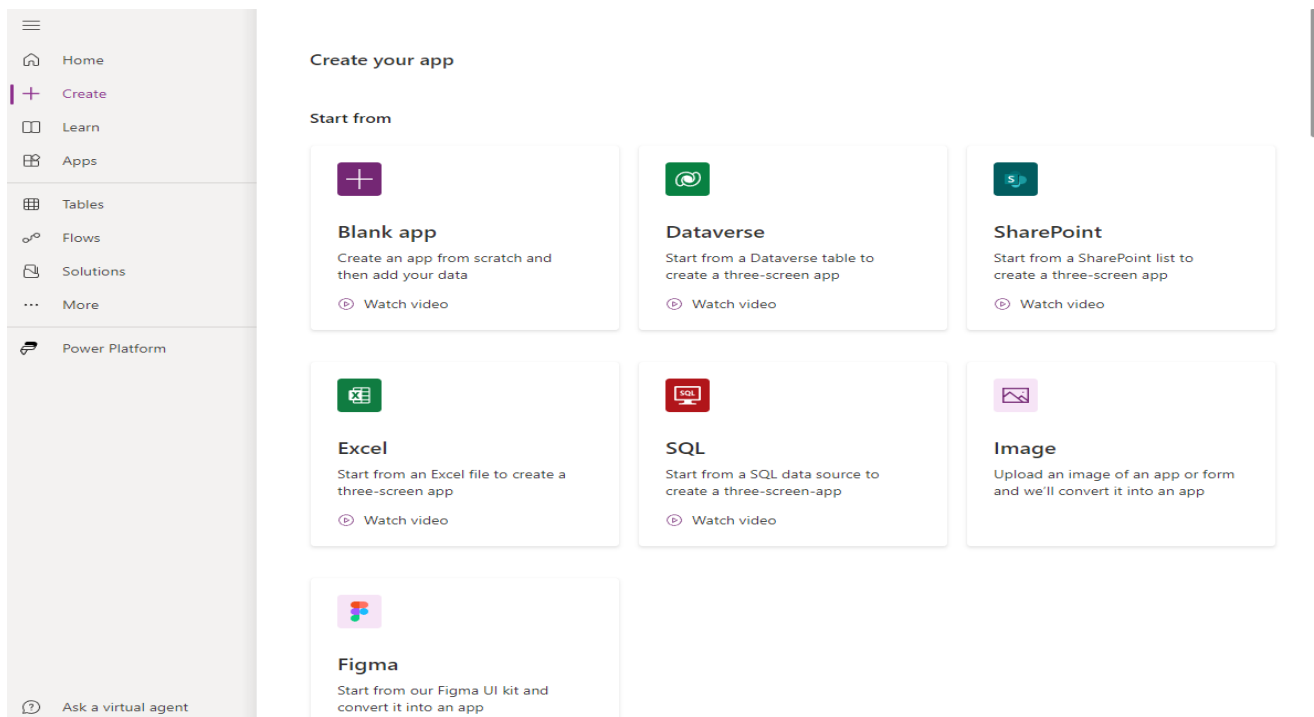 Home
Create
Learn
Apps
Tables
Flows
Solutions
More
Power Platform
Ask a virtual agent
Create your app
Start from
Blank app
Create an app from scratch and
then add your data
Watch video
Dataverse
Start from a Dataverse table to
create a three-screen app
Watch video
S
SharePoint
Start from a SharePoint list to
create a three-screen app
Watch video
X
Excel
Start from an Excel file to create a
three-screen app
Watch video
SQL
SQL
Start from a SQL data source to
create a three-screen-app
Watch video
Image
Upload an image of an app or form
and we'll convert it into an app
Figma
Start from our Figma UI kit and
convert it into an app